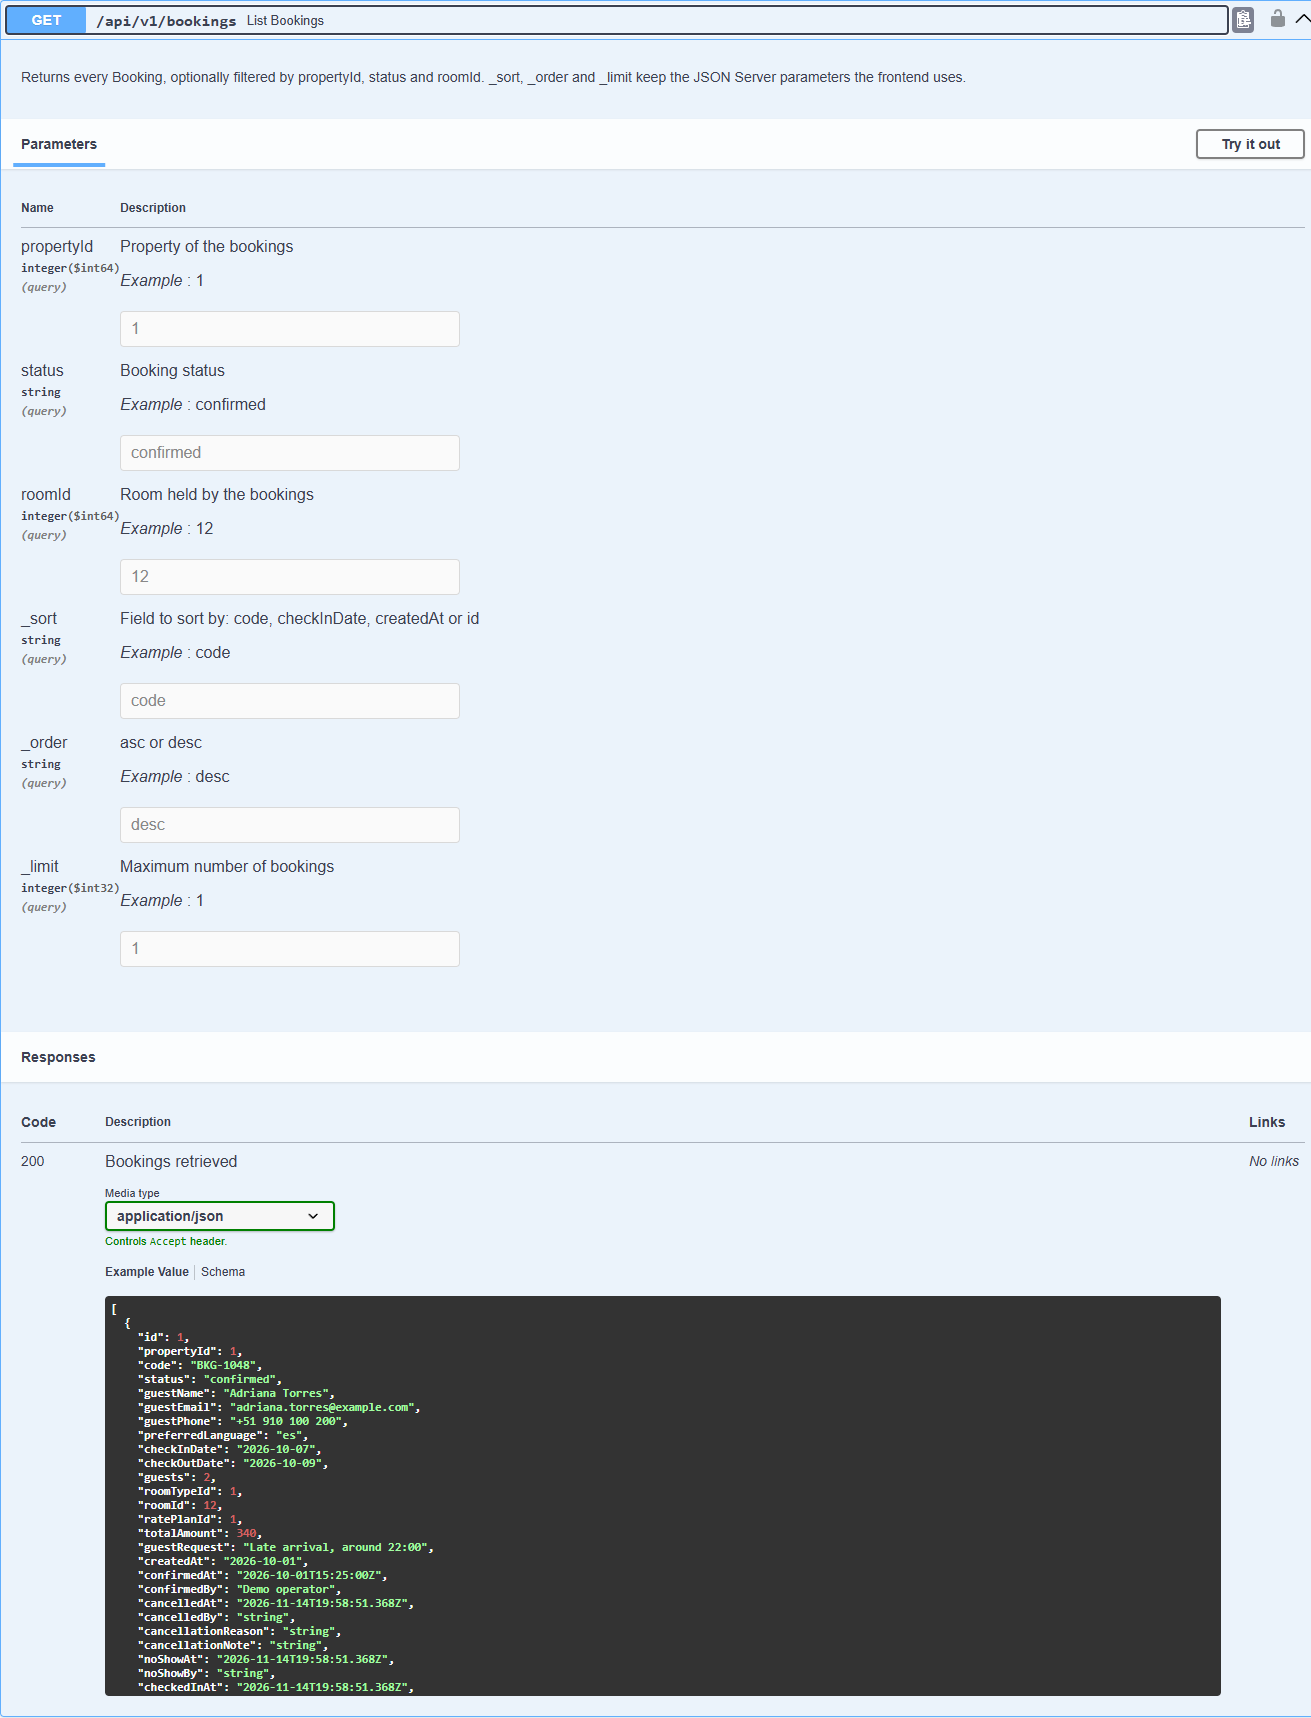 GET /api/v1/bookings List Bookings
Returns every Booking, optionally filtered by propertyId, status and roomId. _sort, _order and _limit keep the JSON Server parameters the frontend uses.
Parameters
Try it out
Name Description
propertyId Property of the bookings
integer($int64)
(query)
Example : 1
1
status Booking status
string
(query)
Example : confirmed
confirmed
roomId Room held by the bookings
integer($int64)
(query)
Example : 12
12
_sort Field to sort by: code, checkInDate, createdAt or id
string
(query)
Example : code
code
_order asc or desc
string
(query)
Example : desc
desc
_limit Maximum number of bookings
integer($int32)
(query)
Example : 1
1
Responses
Code Description Links
200 Bookings retrieved No links
Media type
application/json
Controls Accept header.
Example Value Schema
[
{
"id": 1,
"propertyId": 1,
"code": "BKG-1048",
"status": "confirmed",
"guestName": "Adriana Torres",
"guestEmail": "adriana.torres@example.com",
"guestPhone": "+51 910 100 200",
"preferredLanguage": "es",
"checkInDate": "2026-10-07",
"checkOutDate": "2026-10-09",
"guests": 2,
"roomTypeId": 1,
"roomId": 12,
"ratePlanId": 1,
"totalAmount": 340,
"guestRequest": "Late arrival, around 22:00",
"createdAt": "2026-10-01",
"confirmedAt": "2026-10-01T15:25:00Z",
"confirmedBy": "Demo operator",
"cancelledAt": "2026-11-14T19:58:51.368Z",
"cancelledBy": "string",
"cancellationReason": "string",
"cancellationNote": "string",
"noShowAt": "2026-11-14T19:58:51.368Z",
"noShowBy": "string",
"checkedInAt": "2026-11-14T19:58:51.368Z",